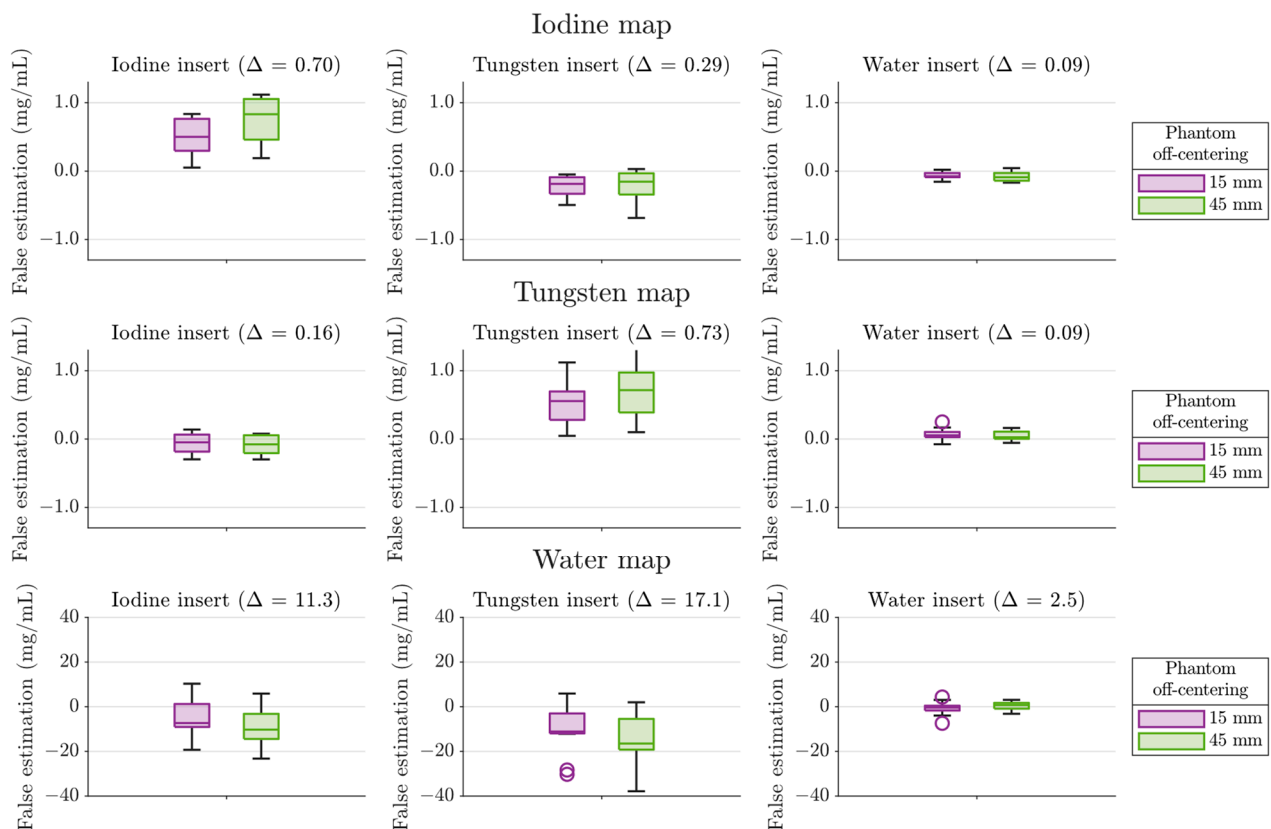 Iodine map
Iodine insert (Δ = 0.70)
Tungsten insert (Δ = 0.29)
Water insert (Δ = 0.09)
False estimation (mg/mL)
1.0
0.0
−1.0
False estimation (mg/mL)
1.0
0.0
−1.0
False estimation (mg/mL)
1.0
0.0
−1.0
Phantom
off-centering
15 mm
45 mm
Tungsten map
Iodine insert (Δ = 0.16)
Tungsten insert (Δ = 0.73)
Water insert (Δ = 0.09)
False estimation (mg/mL)
1.0
0.0
−1.0
False estimation (mg/mL)
1.0
0.0
−1.0
False estimation (mg/mL)
1.0
0.0
−1.0
Phantom
off-centering
15 mm
45 mm
Water map
Iodine insert (Δ = 11.3)
Tungsten insert (Δ = 17.1)
Water insert (Δ = 2.5)
False estimation (mg/mL)
40
20
0
−20
−40
False estimation (mg/mL)
40
20
0
−20
−40
False estimation (mg/mL)
40
20
0
−20
−40
Phantom
off-centering
15 mm
45 mm